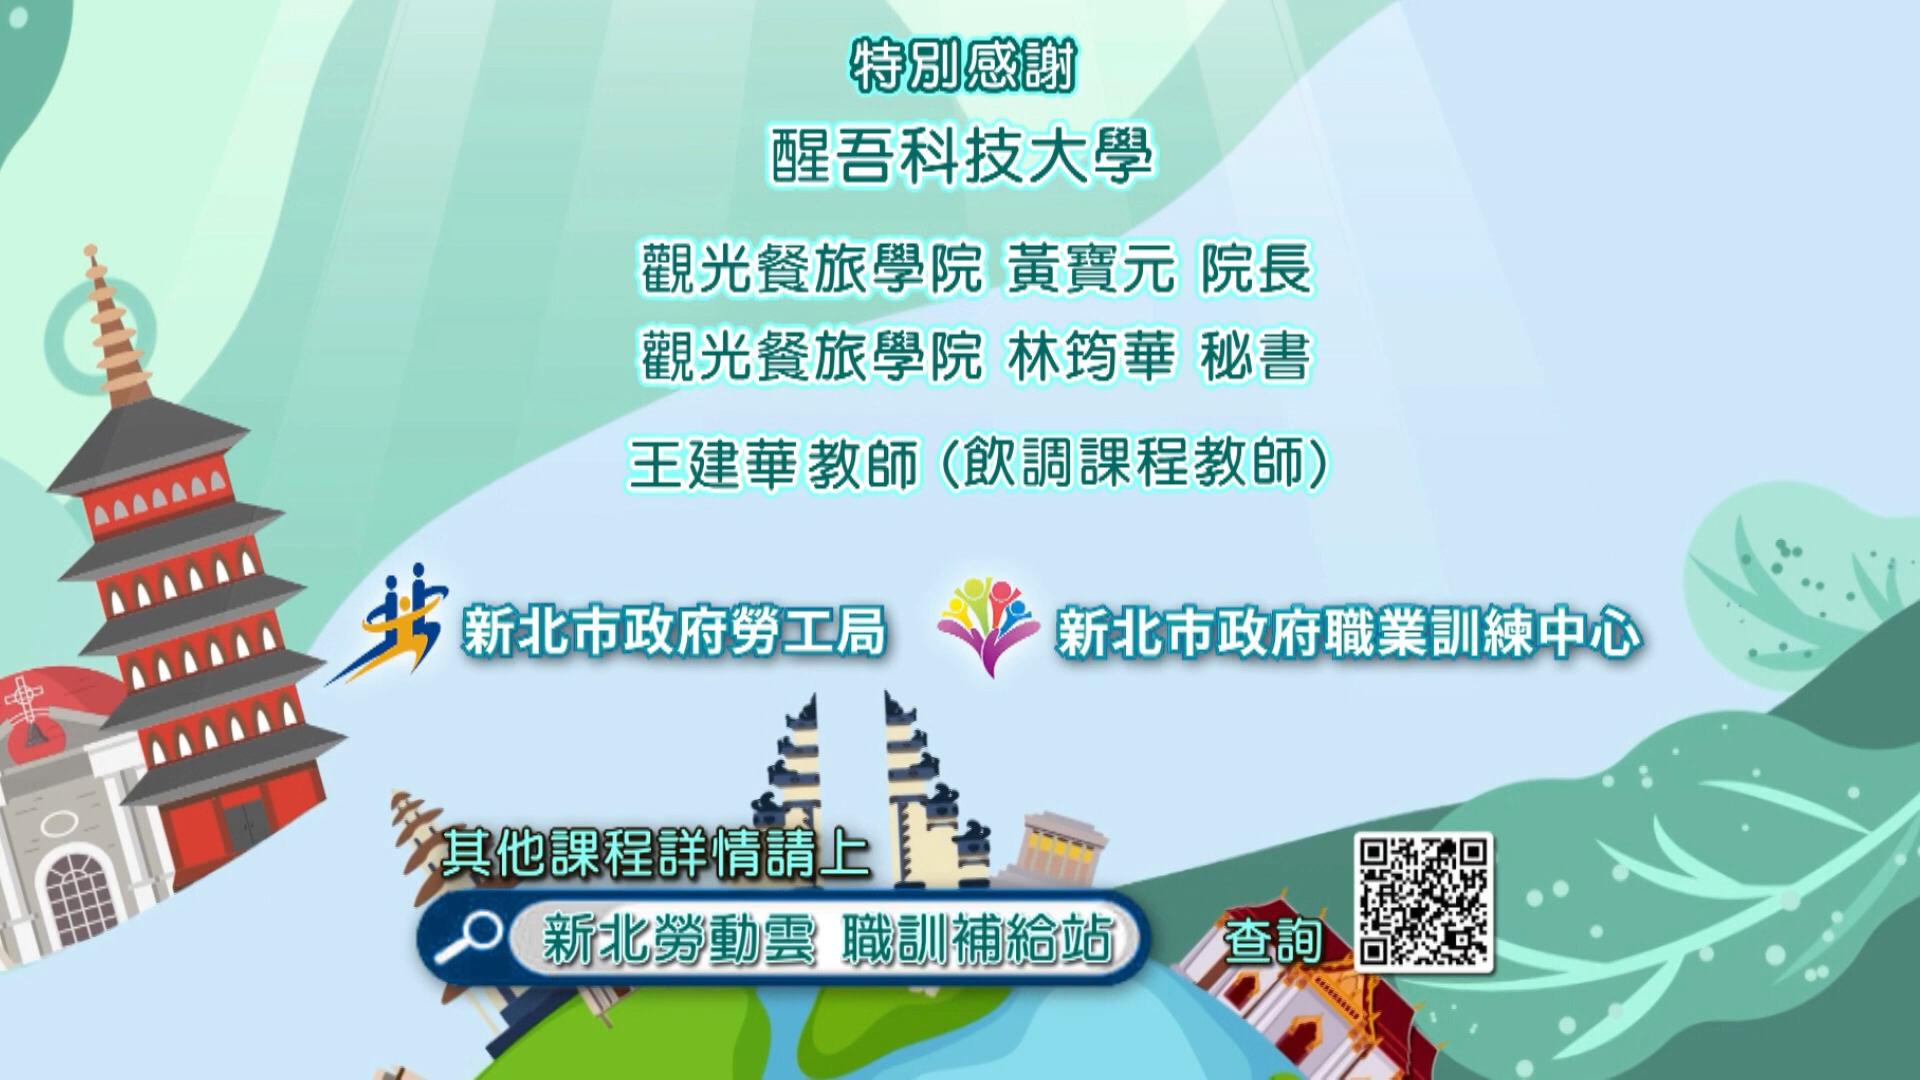 特別感謝
醒吾科技大學
觀光餐旅學院 黃寶元 院長
觀光餐旅學院 林筠華 秘書
王建華教師 (飲調課程教師)
新北市政府勞工局 新北市政府職業訓練中心
其他課程詳情請上
新北勞動雲 職訓補給站 查詢